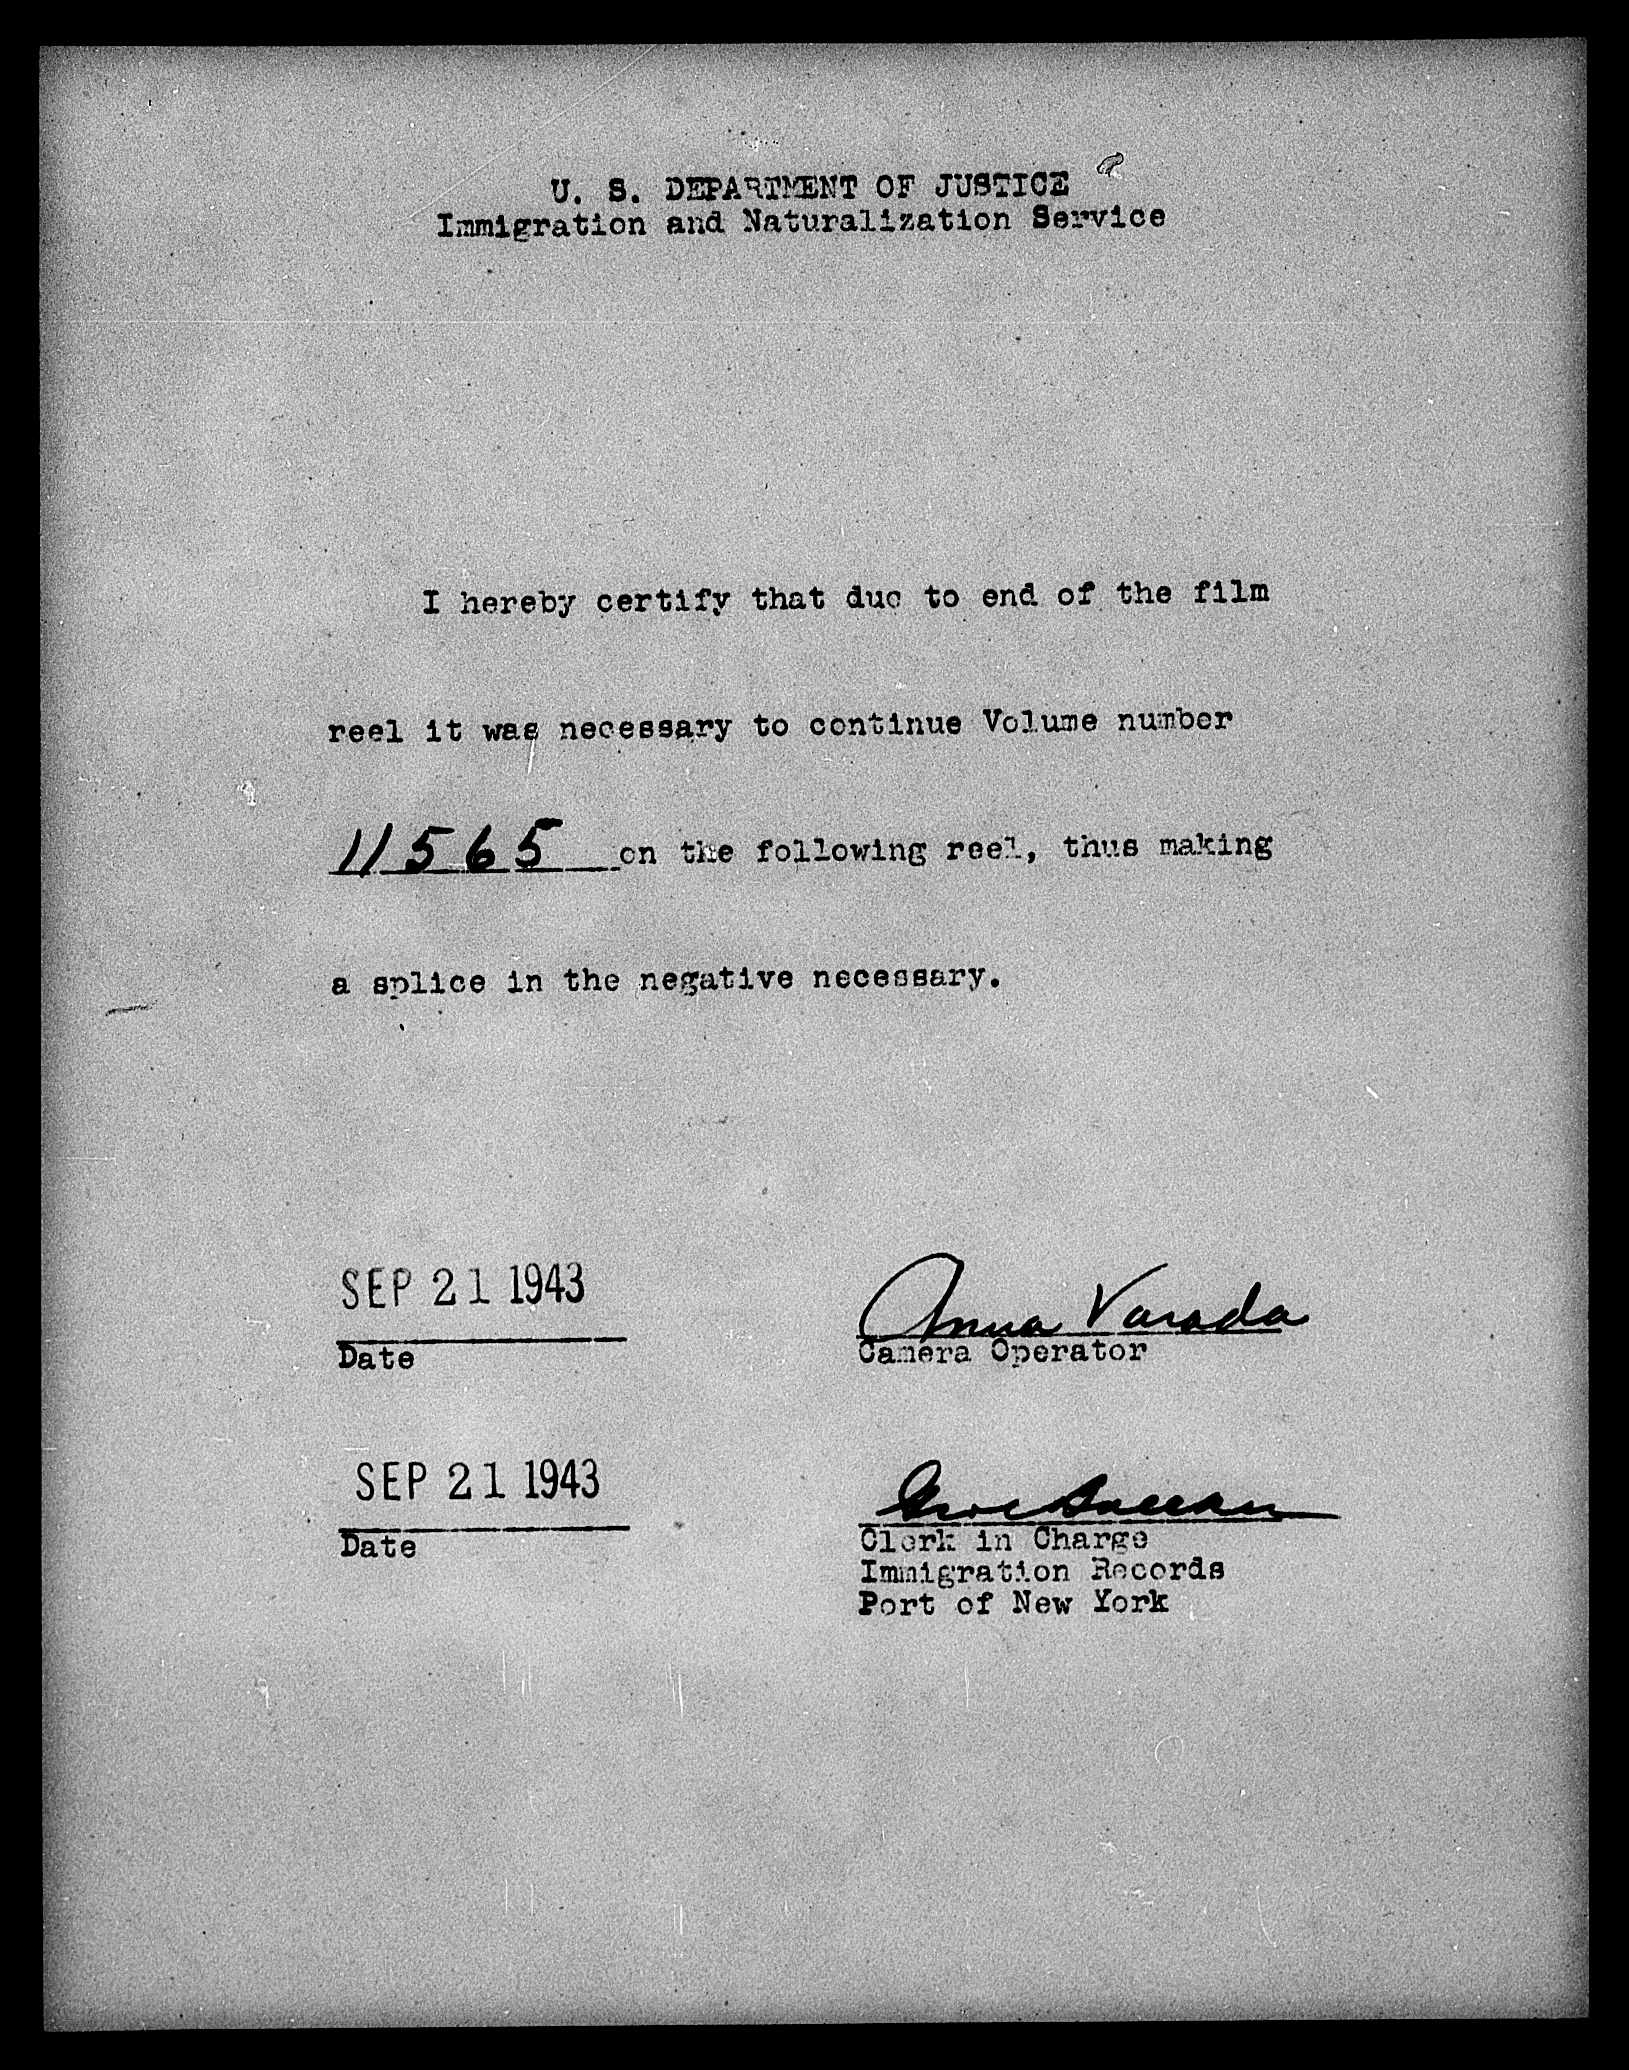 U. S. DEPARTMENT OF JUSTICE
Immigration and Naturalization Service
I hereby certify that due to end of the film
reel it was necessary to continue Volume number
11565 on the following reel, thus making
a splice in the negative necessary.
SEP 21 1943
Date
Anna Varada
Camera Operator
SEP 21 1943
Date
Clerk in Charge
Immigration Records
Port of New York